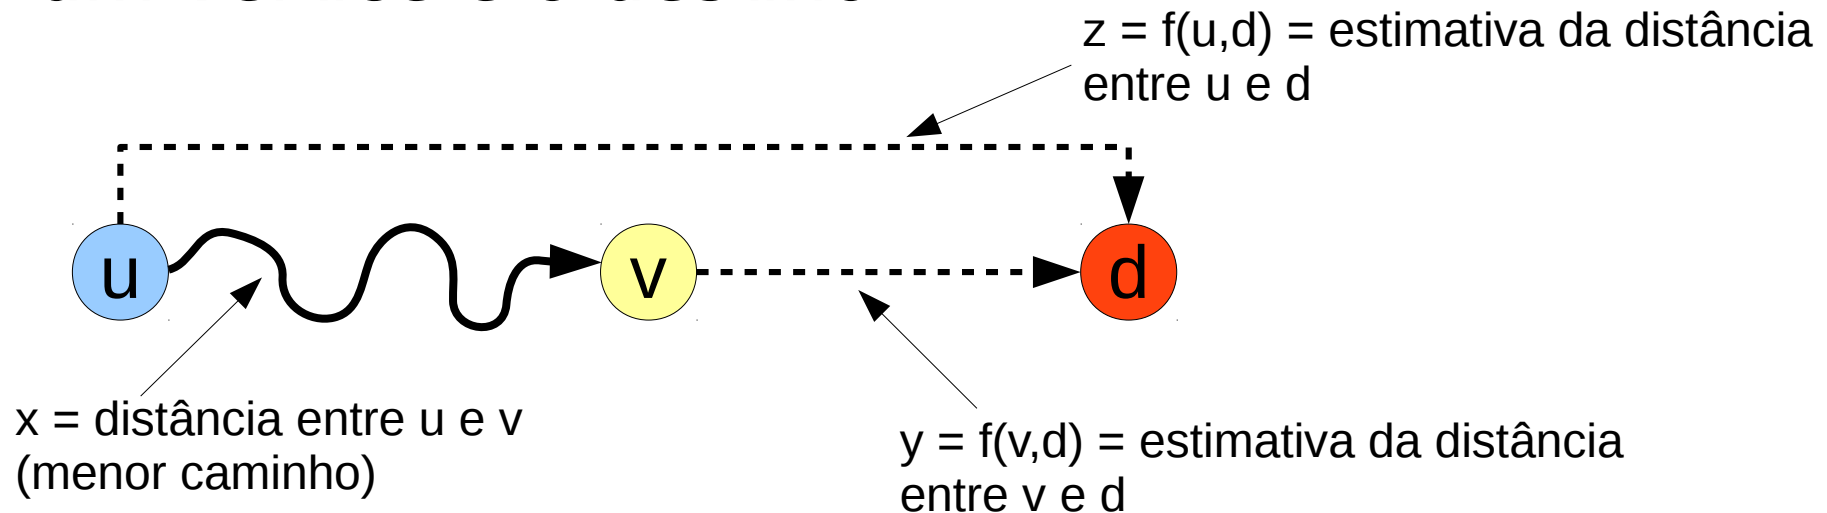 z = f(u,d) = estimativa da distância
entre u e d
u
v
d
x = distância entre u e v
(menor caminho)
y = f(v,d) = estimativa da distância
entre v e d